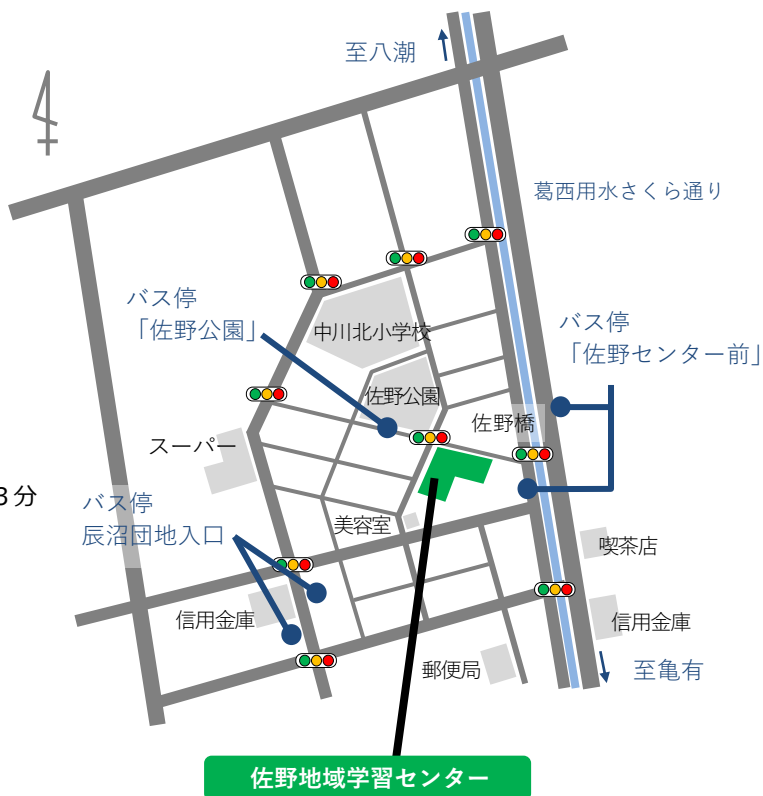 至八潮
葛西用水さくら通り
バス停
「佐野公園」
中川北小学校
バス停
「佐野センター前」
佐野公園
佐野橋
スーパー
3分
バス停
辰沼団地入口
美容室
喫茶店
信用金庫
信用金庫
郵便局
至亀有
佐野地域学習センター